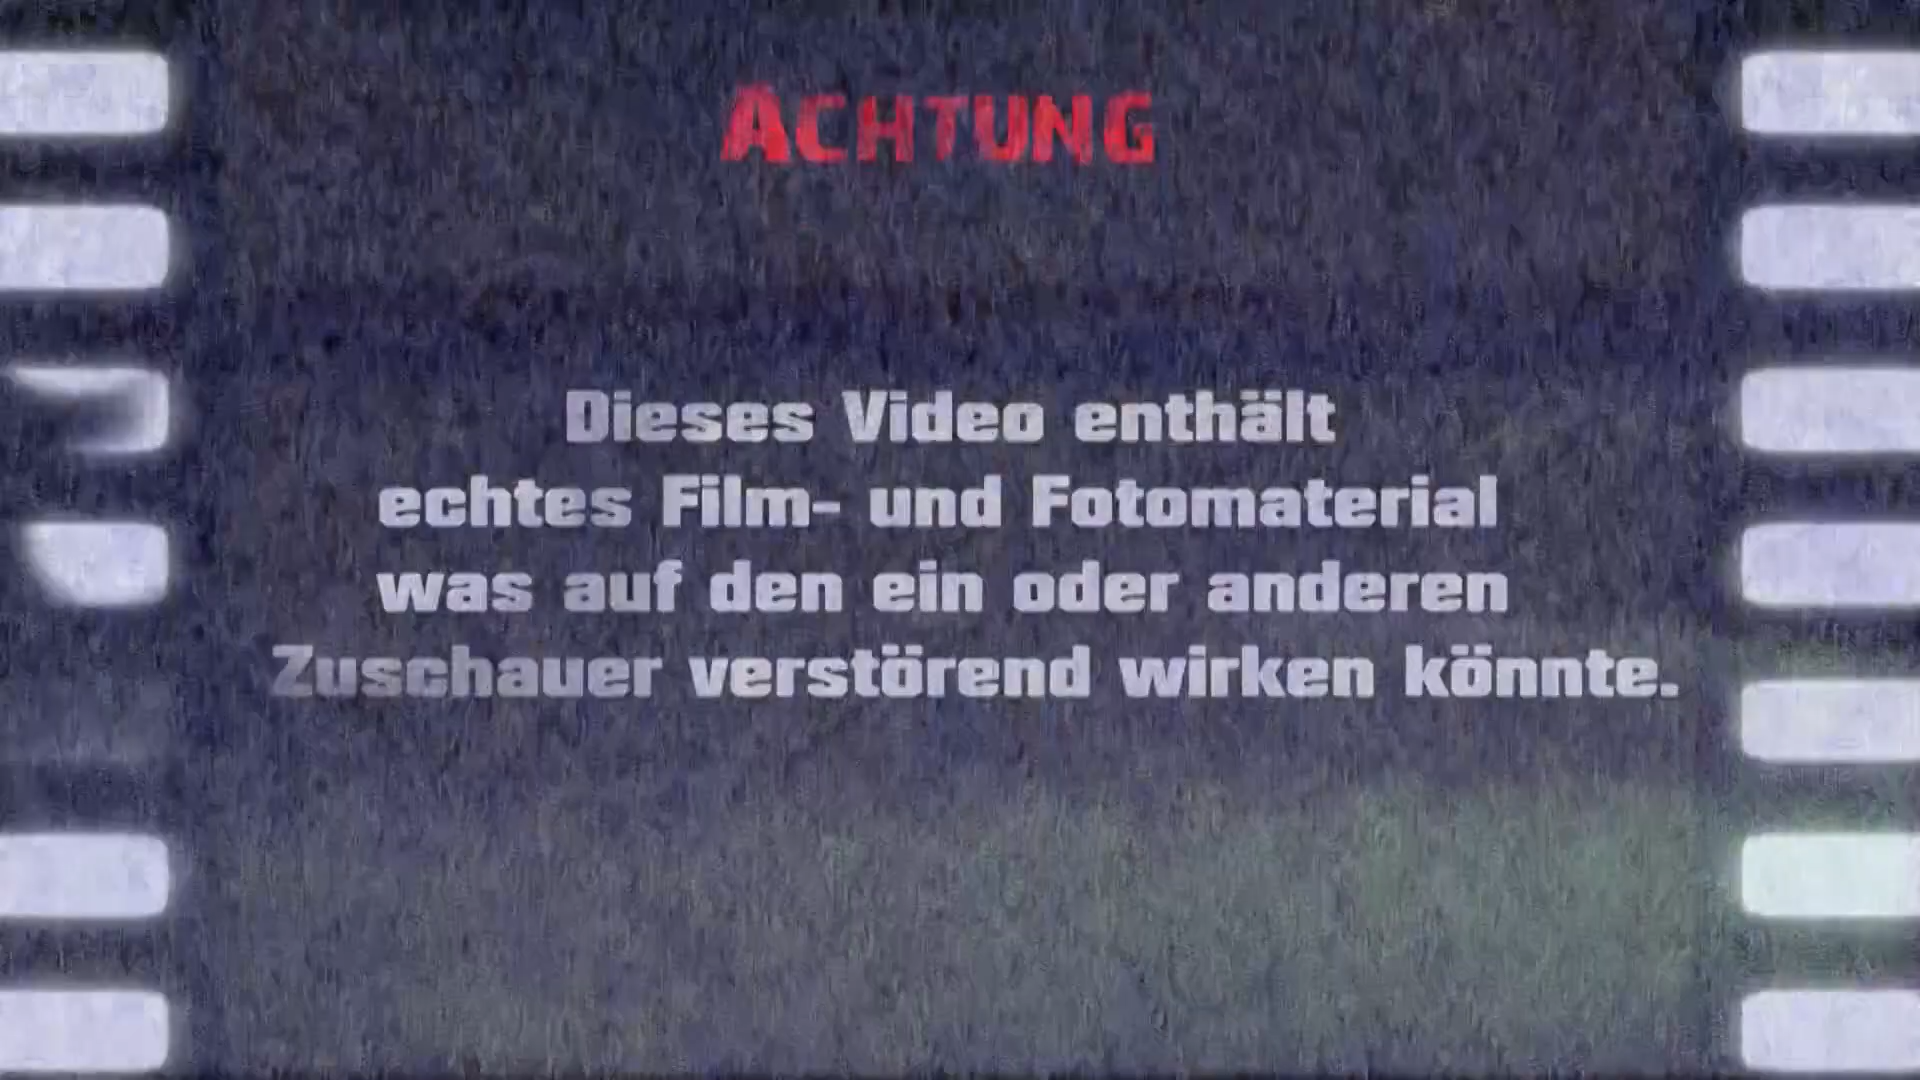 ACHTUNG
Dieses Video enthält
echtes Film- und Fotomaterial
was auf den ein oder anderen
Zuschauer verstörend wirken könnte.